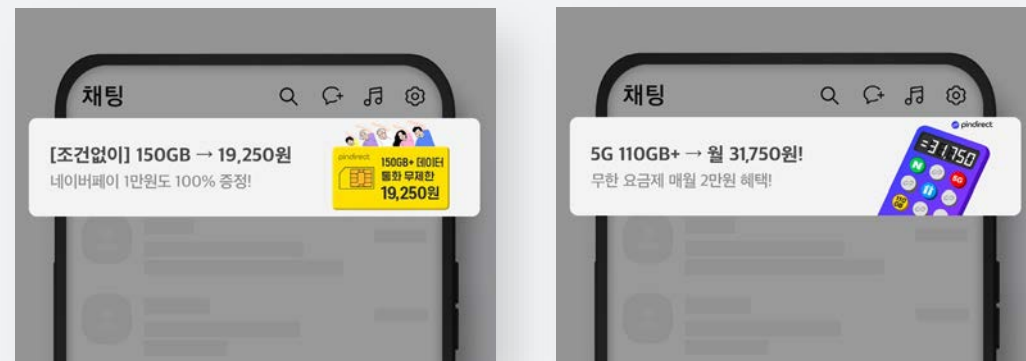 채팅
[조건없이] 150GB → 19,250원
네이버페이 1만원도 100% 증정!
pindirect
150GB+ 데이터
통화 무제한
19,250원
채팅
5G 110GB+ → 월 31,750원!
무한 요금제 매월 2만원 혜택!
pindirect
=31,750
N
5G
150
GB